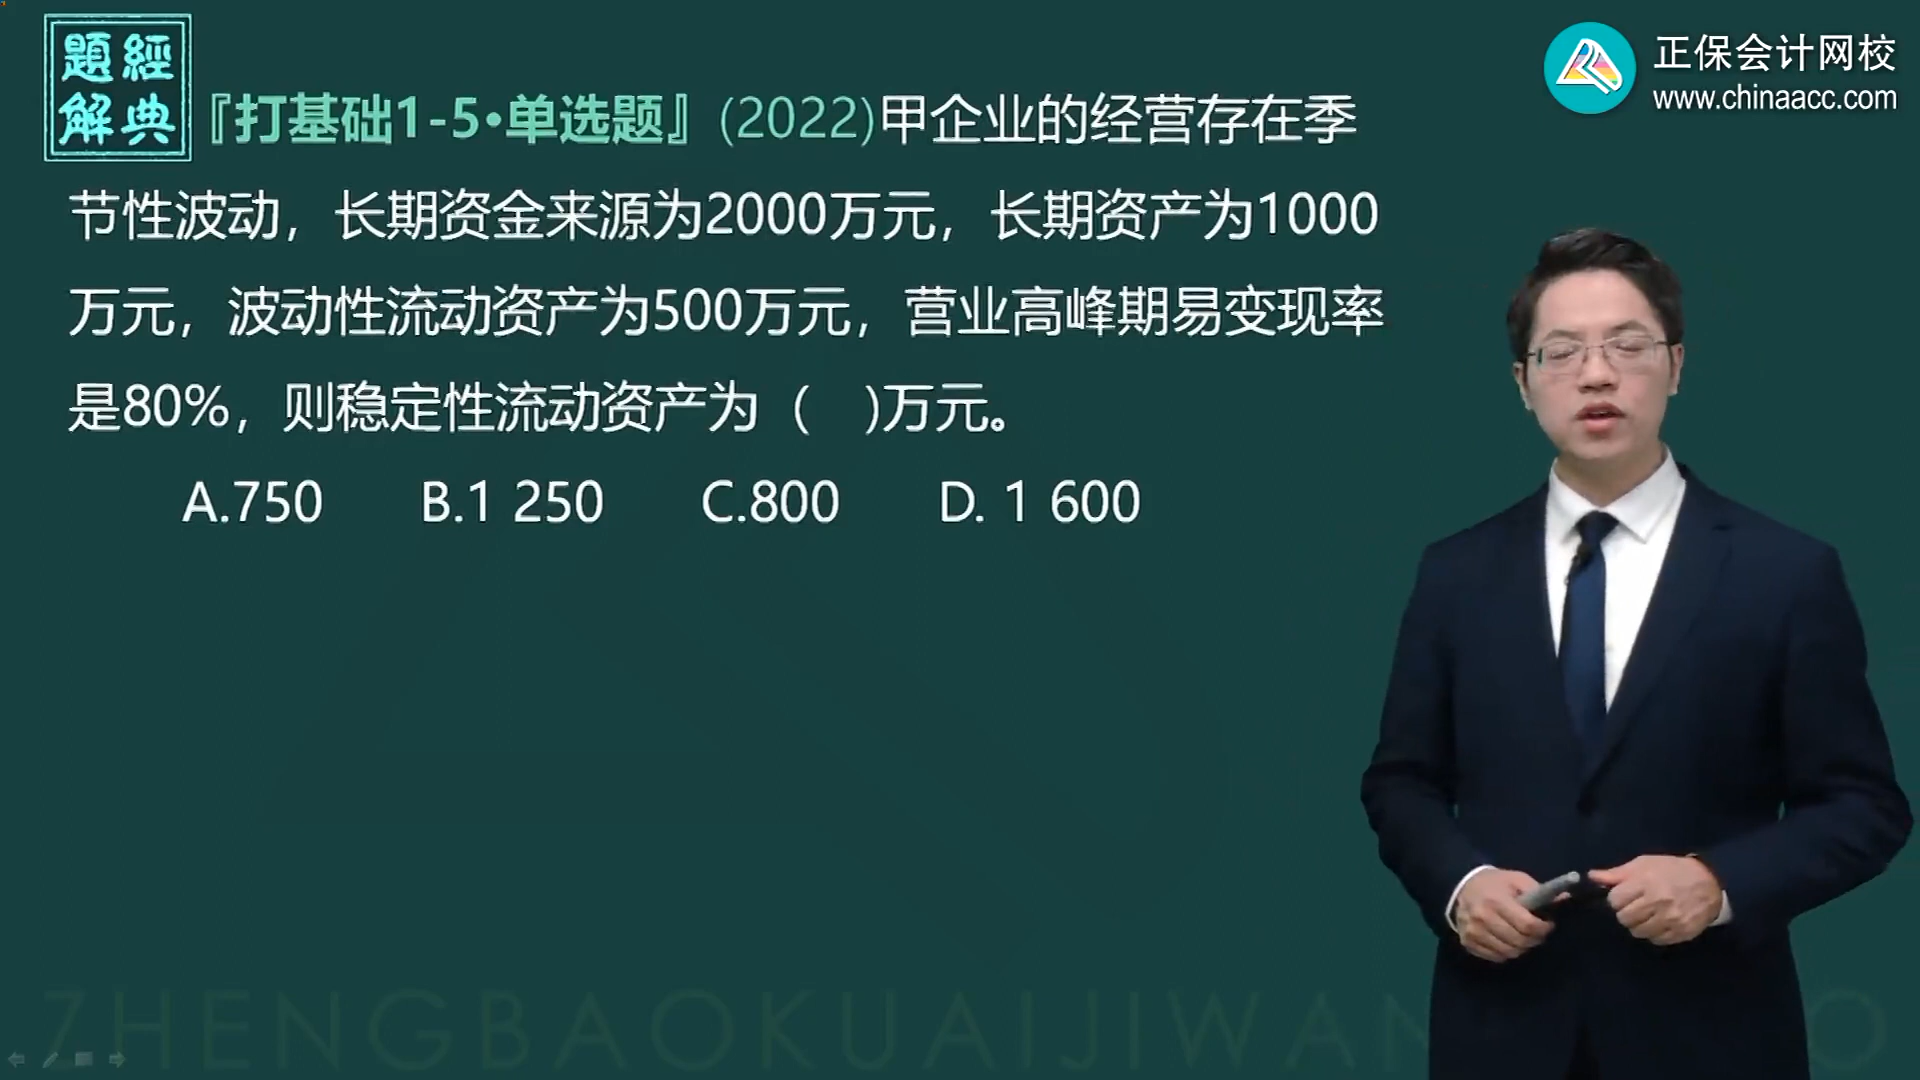 經典題解
正保会计网校
www.chinaacc.com
『打基础1-5·单选题』(2022)甲企业的经营存在季
节性波动，长期资金来源为2000万元，长期资产为1000
万元，波动性流动资产为500万元，营业高峰期易变现率
是80%，则稳定性流动资产为（　)万元。
A.750 B.1 250 C.800 D. 1 600